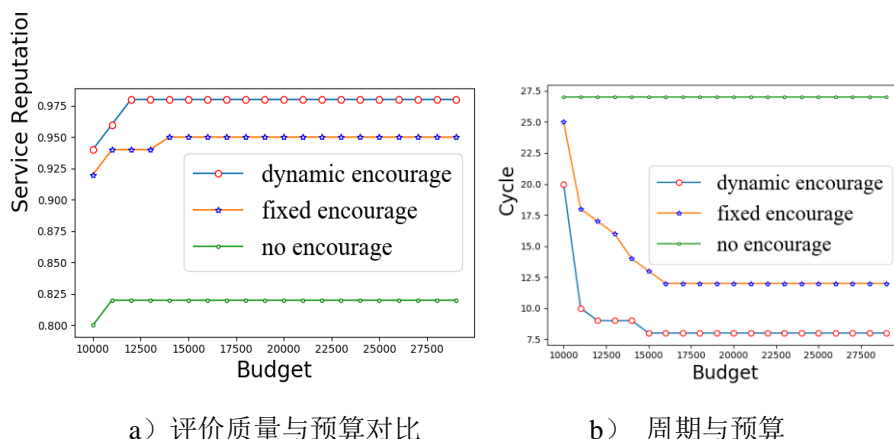 Service Reputation
0.975
0.950
0.925
0.900
0.875
0.850
0.825
0.800
dynamic encourage
fixed encourage
no encourage
10000 12500 15000 17500 20000 22500 25000 27500
Budget
a）评价质量与预算对比
Cycle
27.5
25.0
22.5
20.0
17.5
15.0
12.5
10.0
7.5
dynamic encourage
fixed encourage
no encourage
10000 12500 15000 17500 20000 22500 25000 27500
Budget
b） 周期与预算